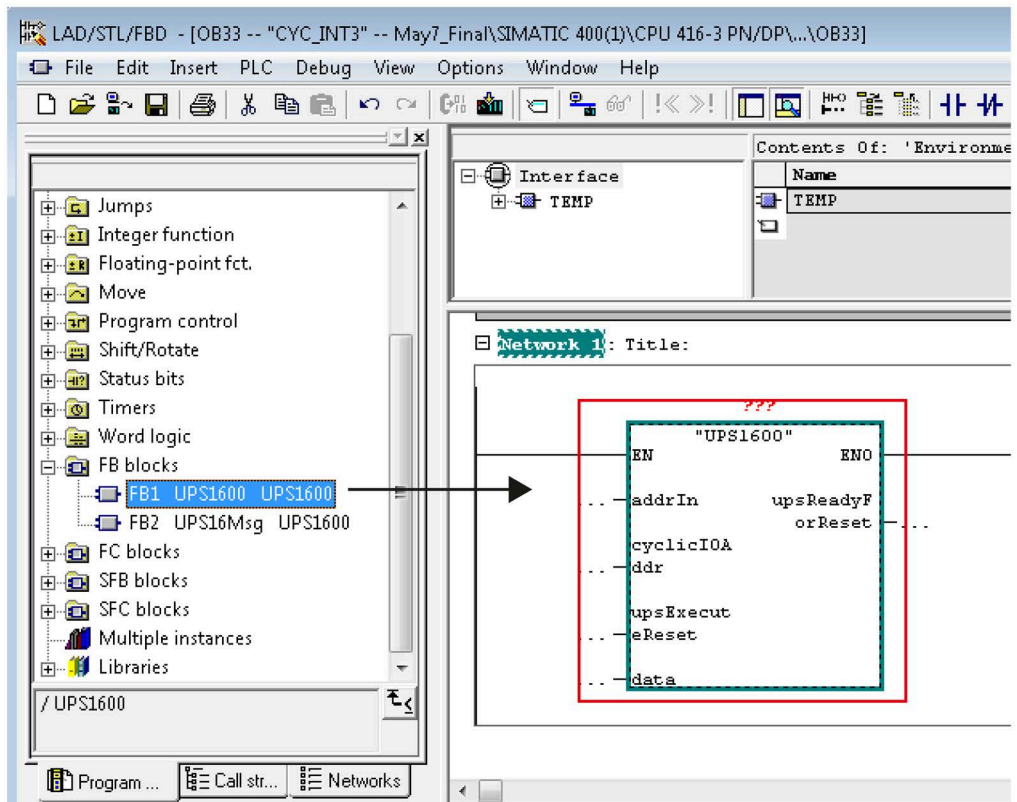 LAD/STL/FBD - [OB33 -- "CYC_INT3" -- May7_Final\SIMATIC 400(1)\CPU 416-3 PN/DP\...\OB33]
File Edit Insert PLC Debug View Options Window Help
Jumps
Integer function
Floating-point fct.
Move
Program control
Shift/Rotate
Status bits
Timers
Word logic
FB blocks
FB1 UPS1600 UPS1600
FB2 UPS16Msg UPS1600
FC blocks
SFB blocks
SFC blocks
Multiple instances
Libraries
/ UPS1600
Program ... Call str... Networks
Contents Of: 'Environme
Interface
TEMP
Name
TEMP
Network 1: Title:
???
"UPS1600"
EN ENO
... addrIn upsReadyF
orReset ...
cyclicIOA
... ddr
upsExecut
... eReset
... data